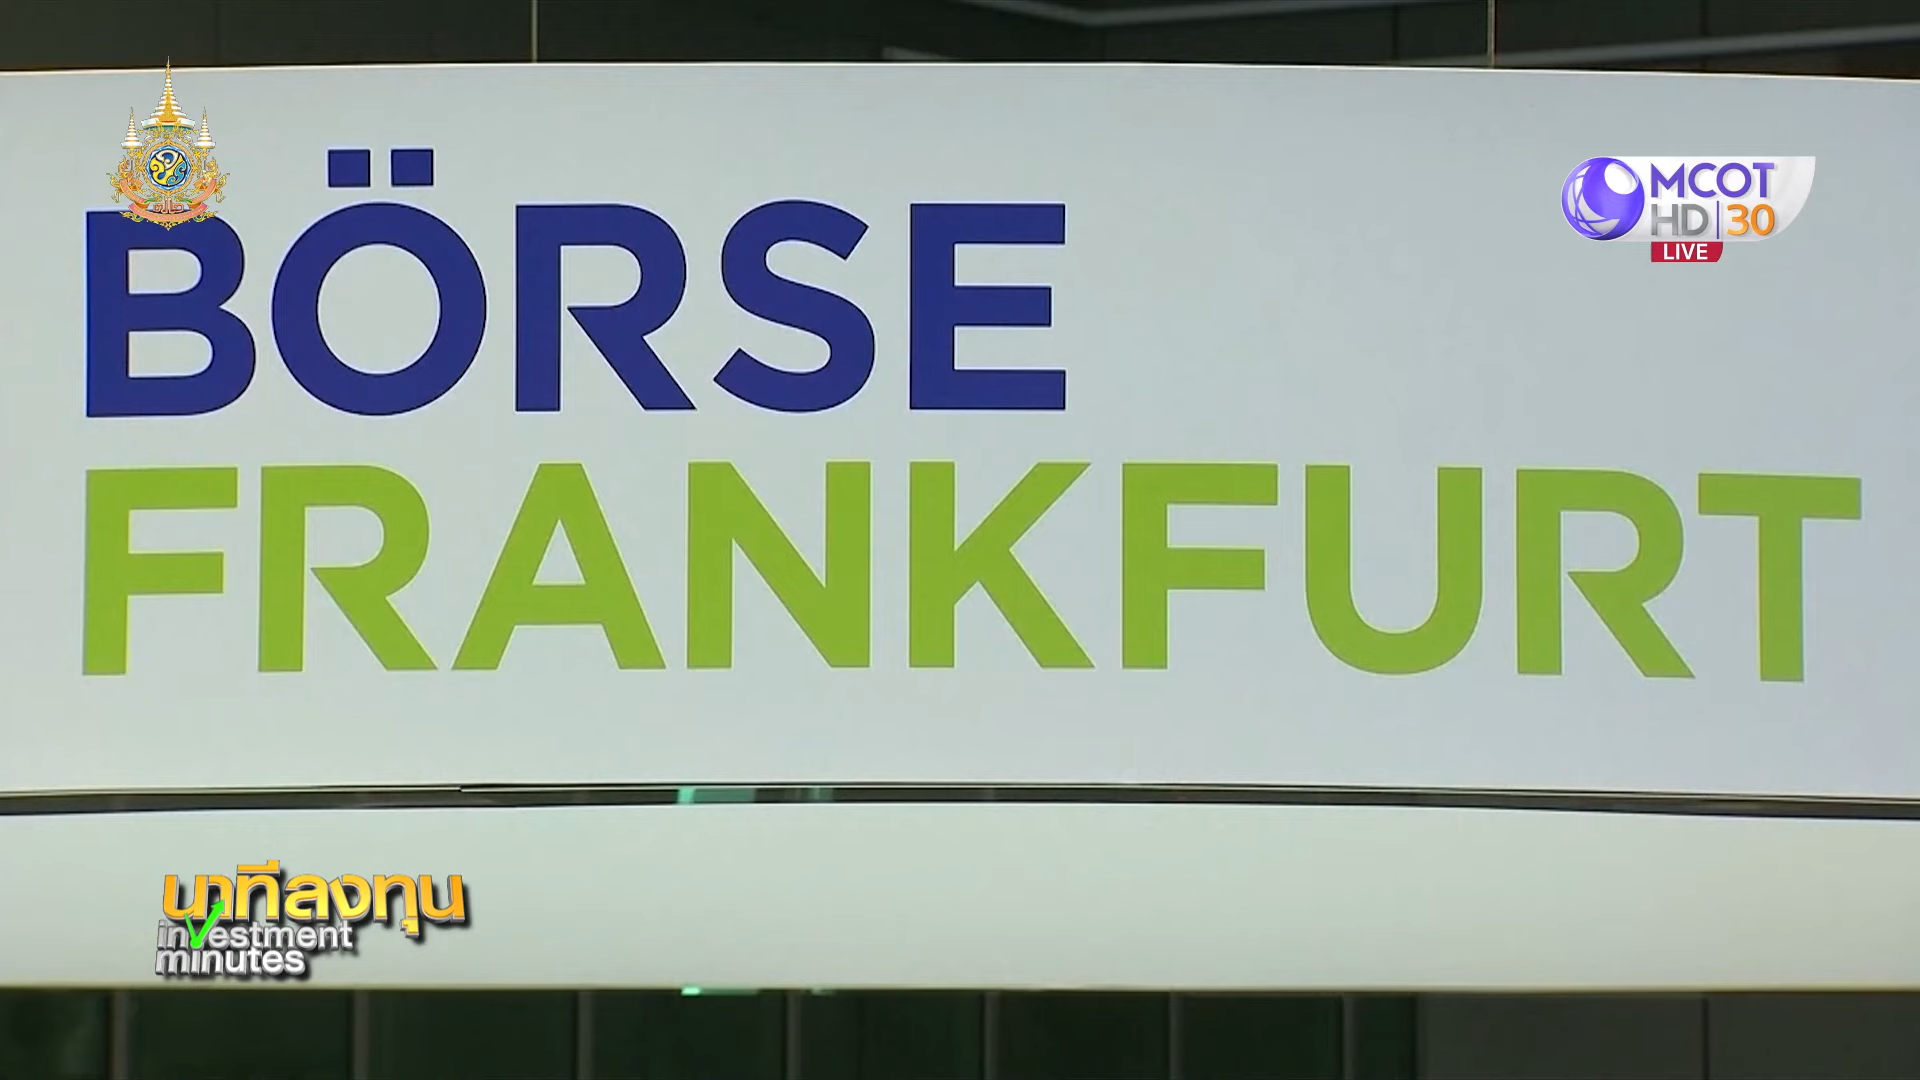 BÖRSE
FRANKFURT
MCOT
HD 30
LIVE
นาทีลงทุน
investment
minutes